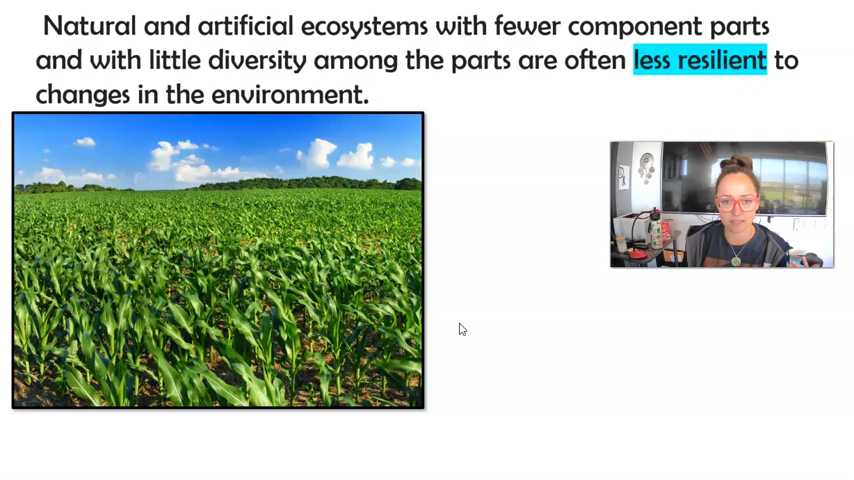 Natural and artificial ecosystems with fewer component parts
and with little diversity among the parts are often less resilient to
changes in the environment.